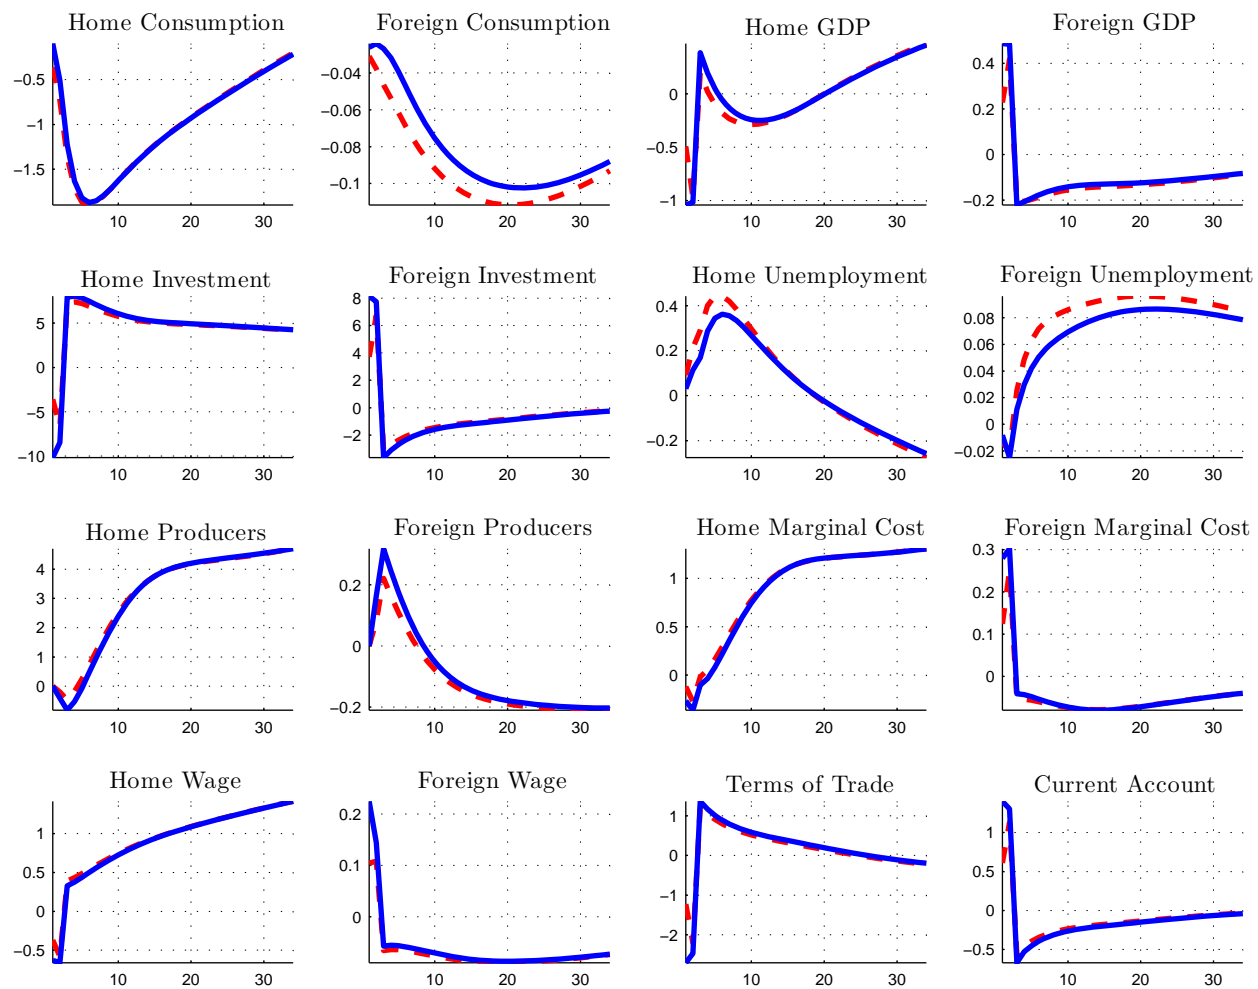 Home Consumption
−0.5
−1
−1.5
10 20 30
Foreign Consumption
−0.04
−0.06
−0.08
−0.1
10 20 30
Home GDP
0
−0.5
−1
10 20 30
Foreign GDP
0.4
0.2
0
−0.2
10 20 30
Home Investment
5
0
−5
−10
10 20 30
Foreign Investment
8
6
4
2
0
−2
10 20 30
Home Unemployment
0.4
0.2
0
−0.2
10 20 30
Foreign Unemployment
0.08
0.06
0.04
0.02
0
−0.02
10 20 30
Home Producers
4
3
2
1
0
10 20 30
Foreign Producers
0.2
0
−0.2
10 20 30
Home Marginal Cost
1
0.5
0
10 20 30
Foreign Marginal Cost
0.3
0.2
0.1
0
10 20 30
Home Wage
1
0.5
0
−0.5
10 20 30
Foreign Wage
0.2
0.1
0
10 20 30
Terms of Trade
1
0
−1
−2
10 20 30
Current Account
1
0.5
0
−0.5
10 20 30